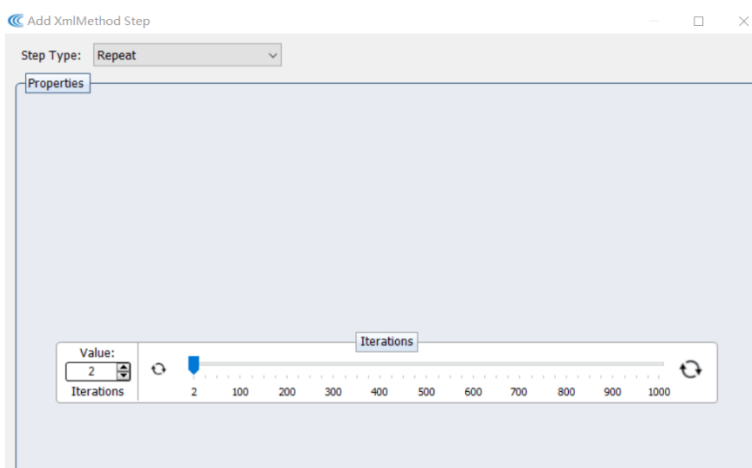 Add XmlMethod Step
Step Type: Repeat
Properties
Iterations
Value:
2
Iterations
2 100 200 300 400 500 600 700 800 900 1000